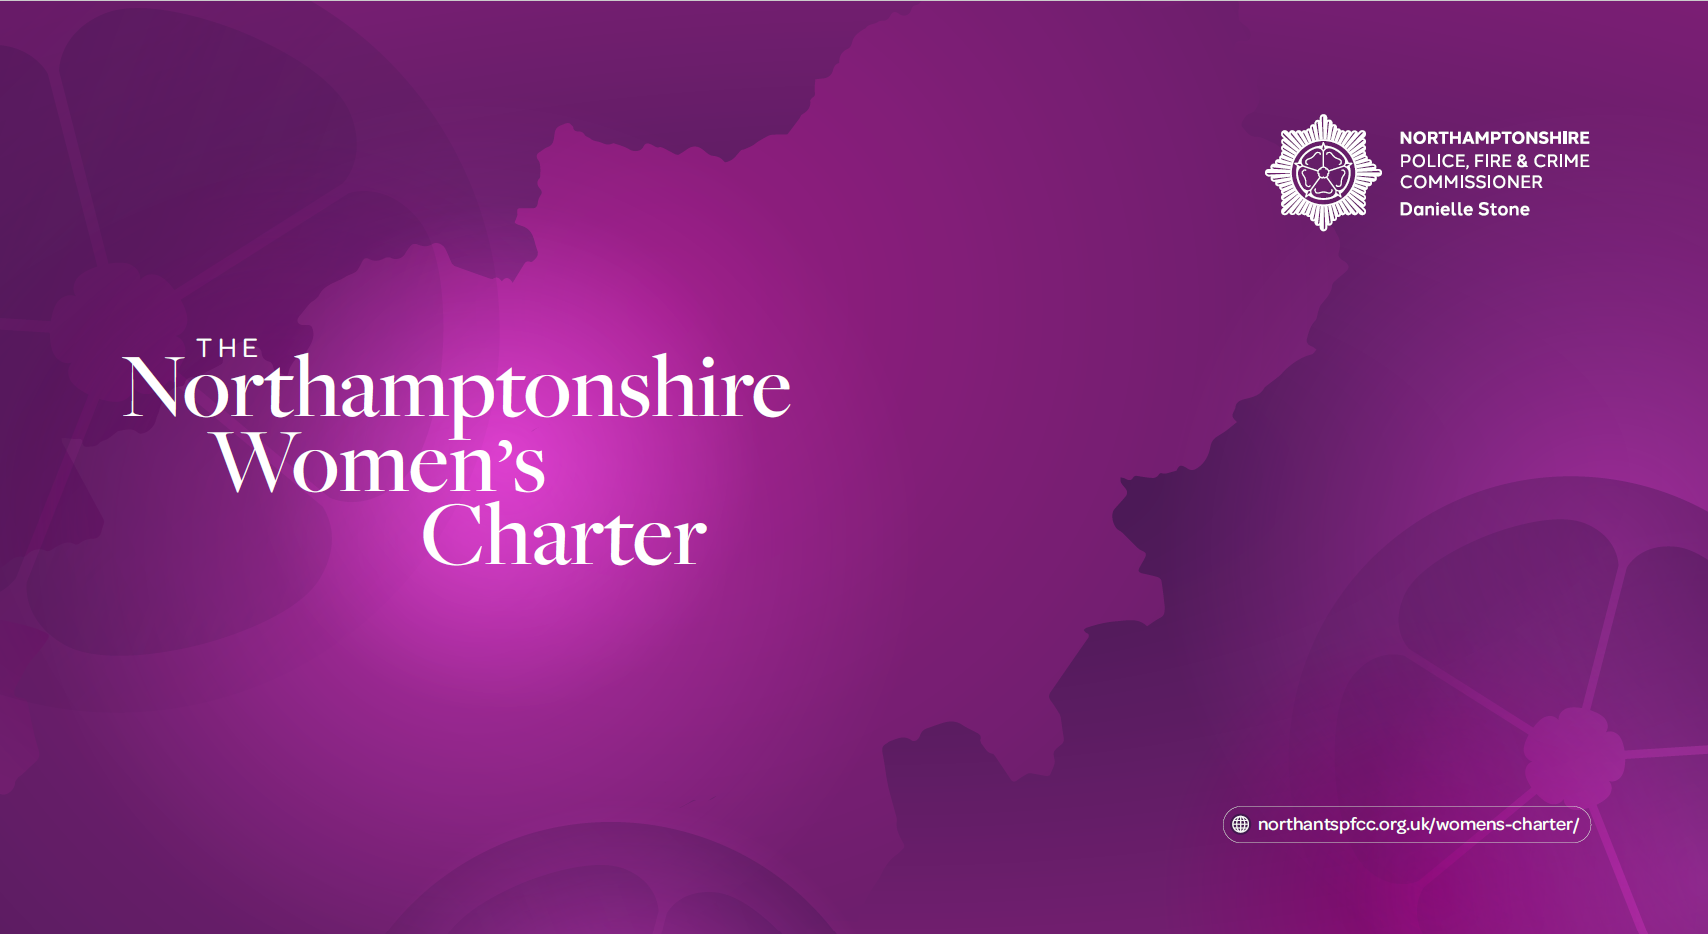 NORTHAMPTONSHIRE
POLICE, FIRE & CRIME
COMMISSIONER
Danielle Stone
THE
Northamptonshire
Women’s
Charter
northantspfcc.org.uk/womens-charter/